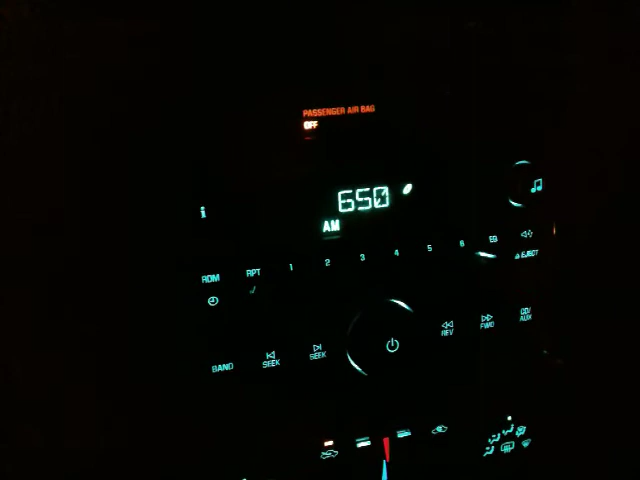 PASSENGER AIR BAG
OFF
650
AM
RDM RPT 1 2 3 4 5 6 EQ
EJECT
BAND SEEK SEEK REV FWD CD/
AUX